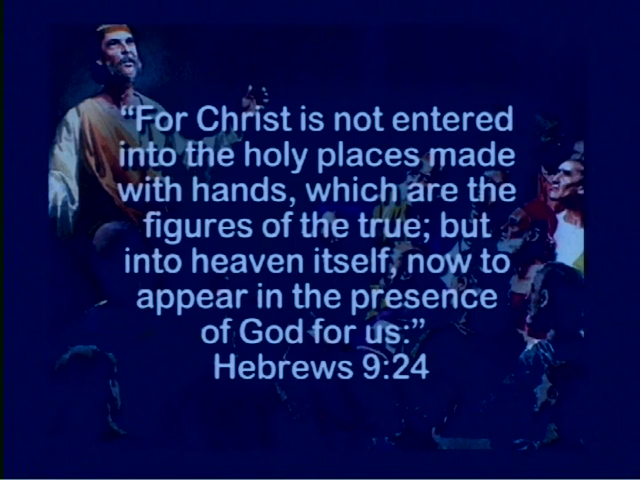 “For Christ is not entered
into the holy places made
with hands, which are the
figures of the true; but
into heaven itself, now to
appear in the presence
of God for us:”
Hebrews 9:24